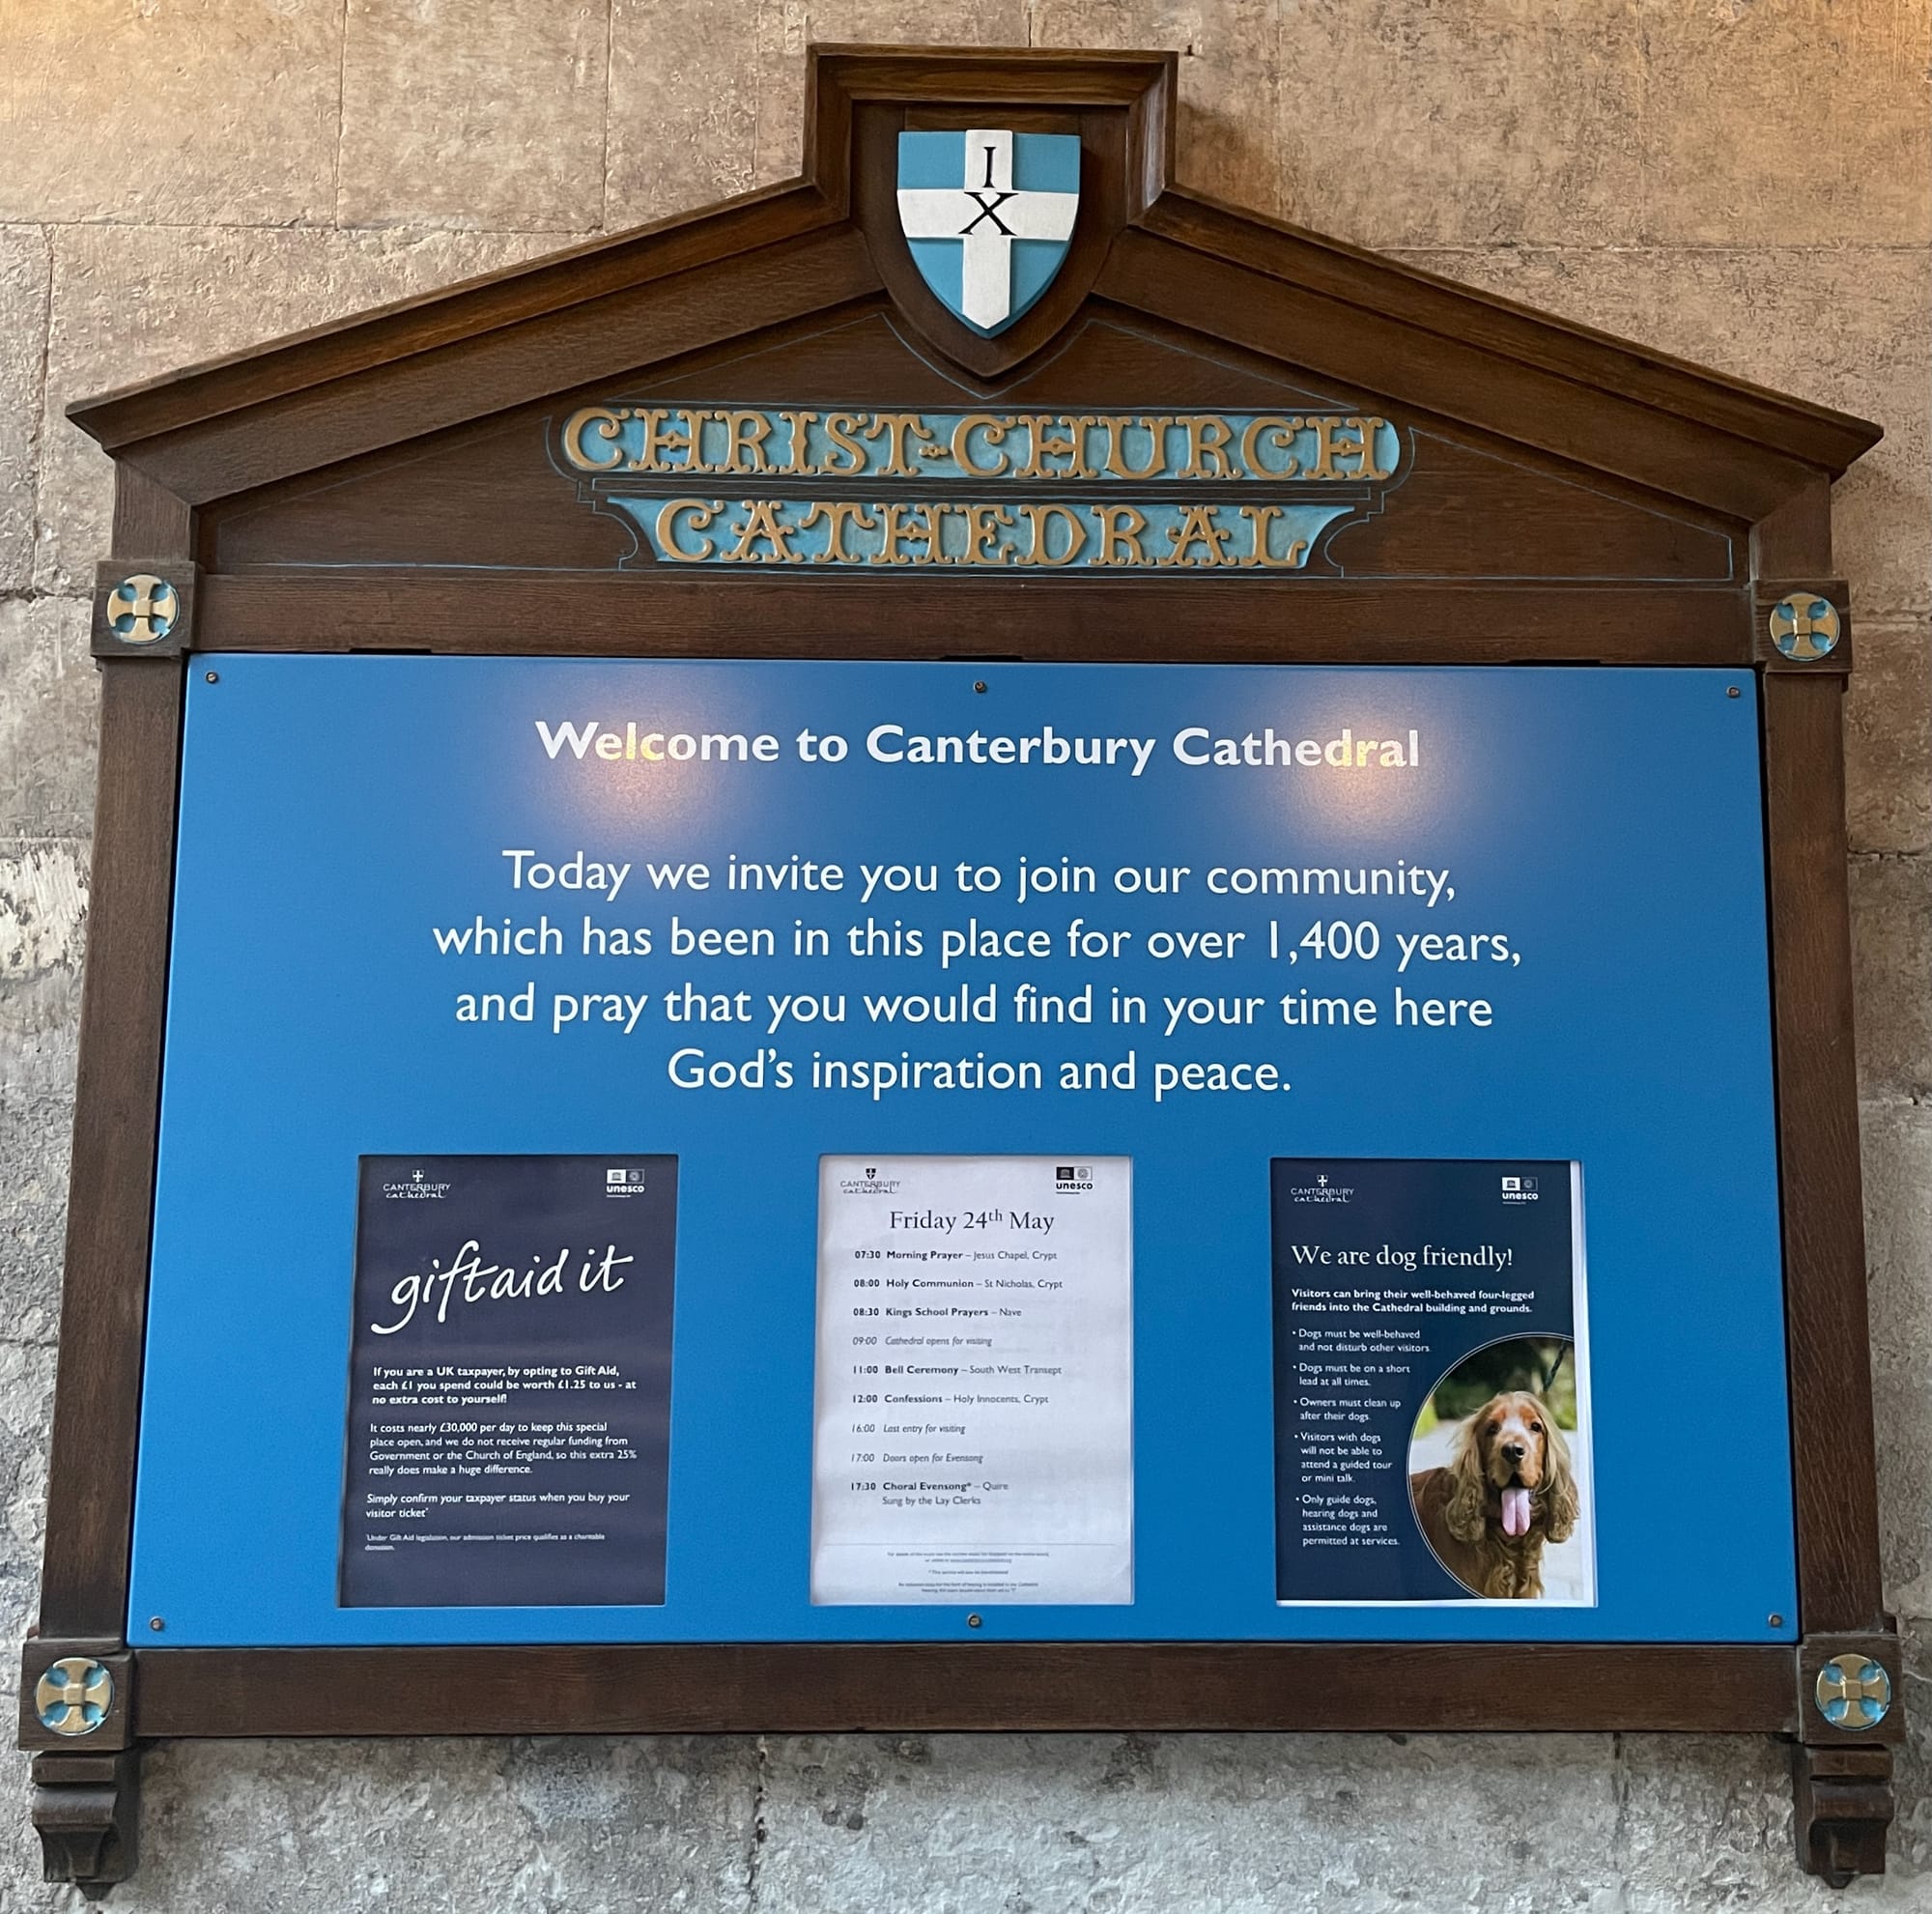 I
X
CHRIST-CHURCH
CATHEDRAL
Welcome to Canterbury Cathedral
Today we invite you to join our community,
which has been in this place for over 1,400 years,
and pray that you would find in your time here
God's inspiration and peace.
CANTERBURY
cathedral
unesco
giftaid it
If you are a UK taxpayer, by opting to Gift Aid,
each £1 you spend could be worth £1.25 to us - at
no extra cost to yourself!
It costs nearly £30,000 per day to keep this special
place open, and we do not receive regular funding from
Government or the Church of England, so this extra 25%
really does make a huge difference.
Simply confirm your taxpayer status when you buy your
visitor ticket*
*Under Gift Aid legislation, our admission ticket price qualifies as a charitable
donation.
CANTERBURY
cathedral
unesco
Friday 24th May
07:30 Morning Prayer – Jesus Chapel, Crypt
08:00 Holy Communion – St Nicholas, Crypt
08:30 Kings School Prayers – Nave
09:00 Cathedral opens for visiting
11:00 Bell Ceremony – South West Transept
12:00 Confessions – Holy Innocents, Crypt
16:00 Last entry for visiting
17:00 Doors open for Evensong
17:30 Choral Evensong* – Quire
Sung by the Lay Clerks
CANTERBURY
cathedral
unesco
We are dog friendly!
Visitors can bring their well-behaved four-legged
friends into the Cathedral building and grounds.
• Dogs must be well-behaved
and not disturb other visitors.
• Dogs must be on a short
lead at all times.
• Owners must clean up
after their dogs.
• Visitors with dogs
will not be able to
attend a guided tour
or mini talk.
• Only guide dogs,
hearing dogs and
assistance dogs are
permitted at services.